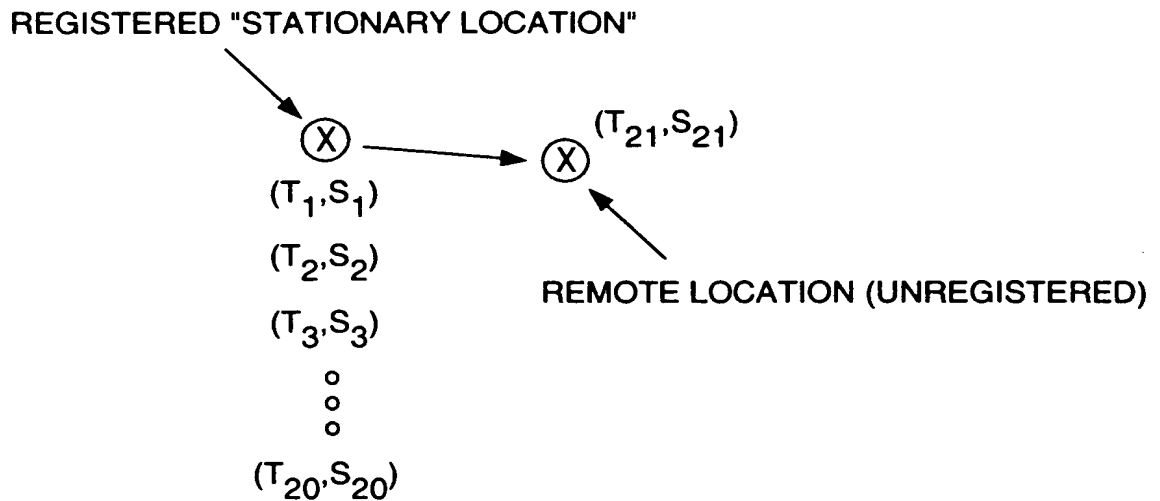 REGISTERED "STATIONARY LOCATION"
X
X
(T21,S21)
(T1,S1)
(T2,S2)
REMOTE LOCATION (UNREGISTERED)
(T3,S3)
(T20,S20)